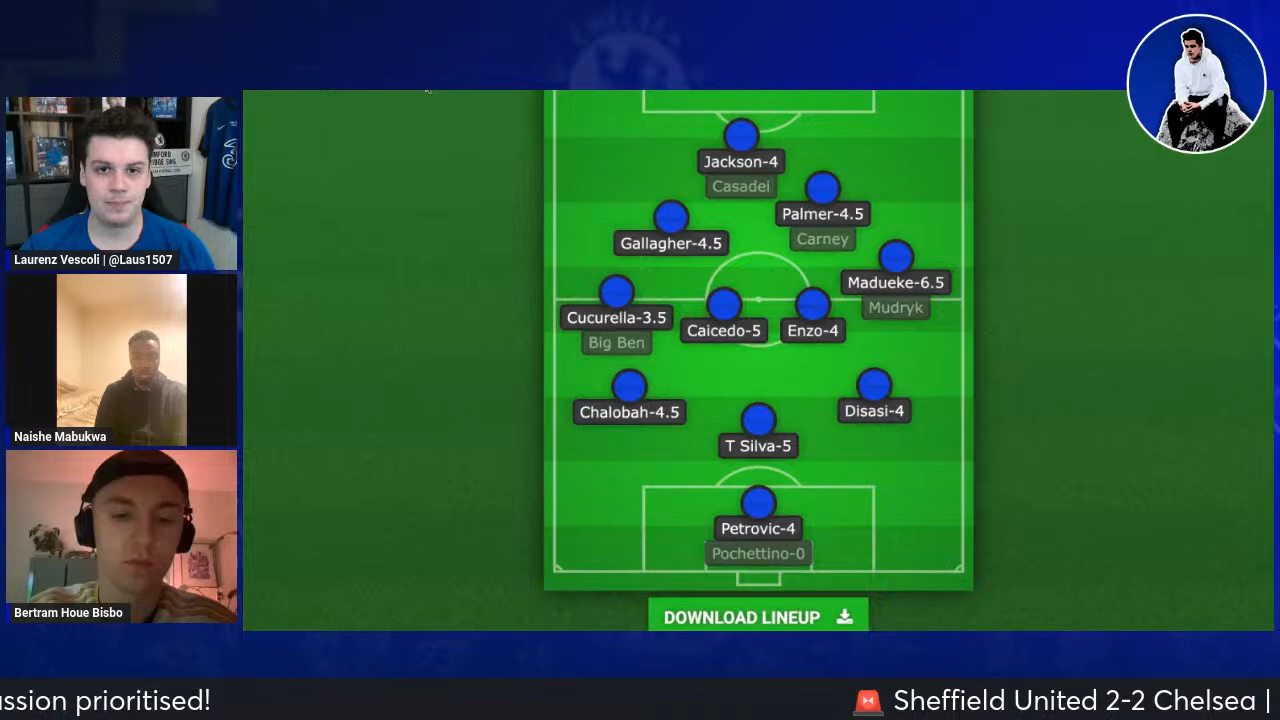 Jackson-4
Casadei
Palmer-4.5
Carney
Gallagher-4.5
Madueke-6.5
Mudryk
Cucurella-3.5
Big Ben
Caicedo-5
Enzo-4
Chalobah-4.5
Disasi-4
T Silva-5
Petrovic-4
Pochettino-0
DOWNLOAD LINEUP
Laurenz Vescoli | @Laus1507
Naishe Mabukwa
Bertram Houe Bisbo
ssion prioritised!
🚨 Sheffield United 2-2 Chelsea |